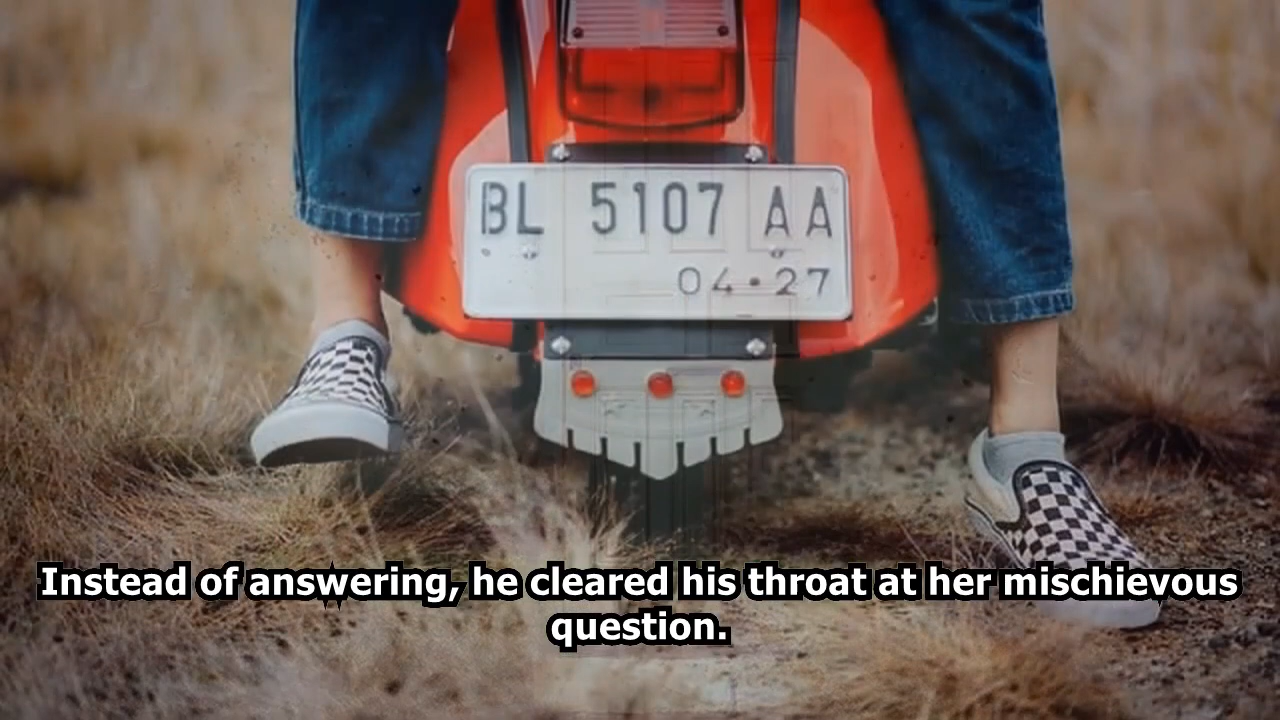 BL 5107 AA
04·27
Instead of answering, he cleared his throat at her mischievous
question.